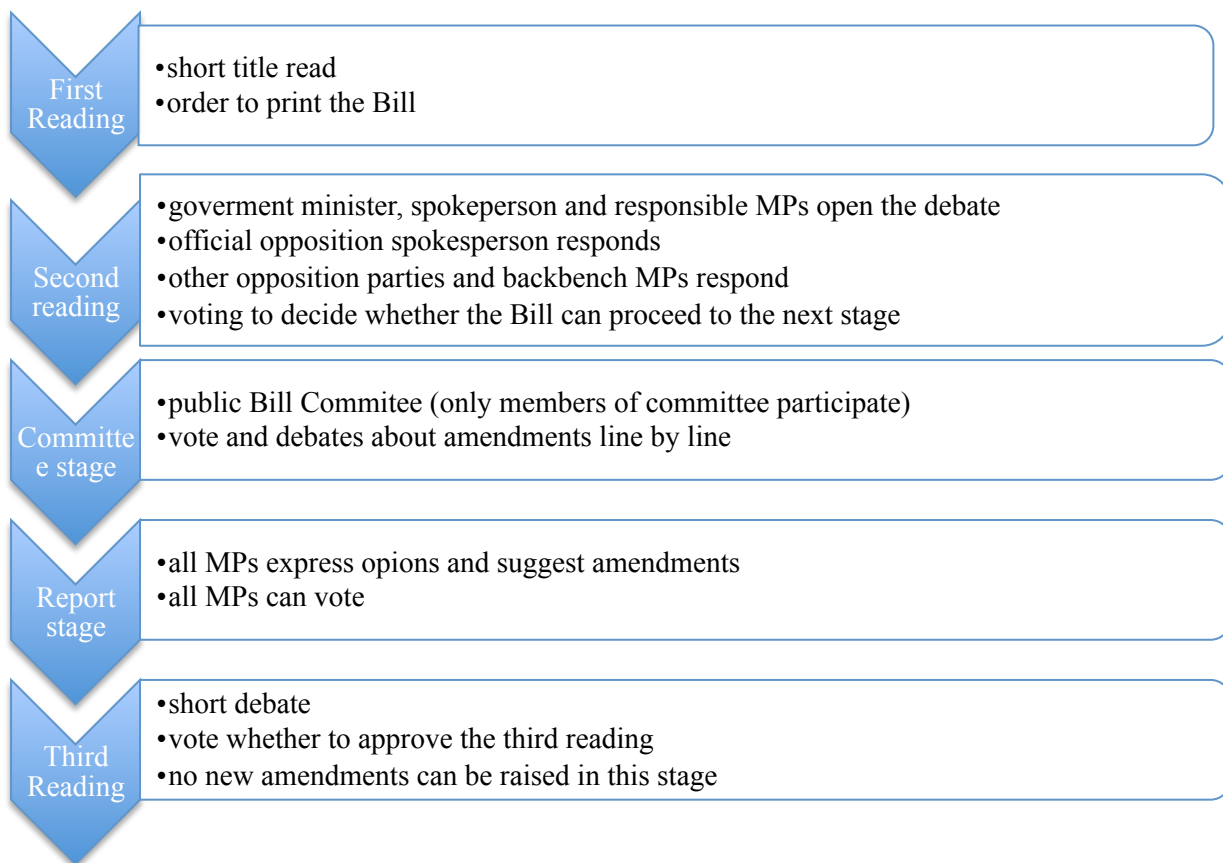 First
Reading
•short title read
•order to print the Bill
Second
reading
•goverment minister, spokeperson and responsible MPs open the debate
•official opposition spokesperson responds
•other opposition parties and backbench MPs respond
•voting to decide whether the Bill can proceed to the next stage
Committe
e stage
•public Bill Commitee (only members of committee participate)
•vote and debates about amendments line by line
Report
stage
•all MPs express opions and suggest amendments
•all MPs can vote
Third
Reading
•short debate
•vote whether to approve the third reading
•no new amendments can be raised in this stage